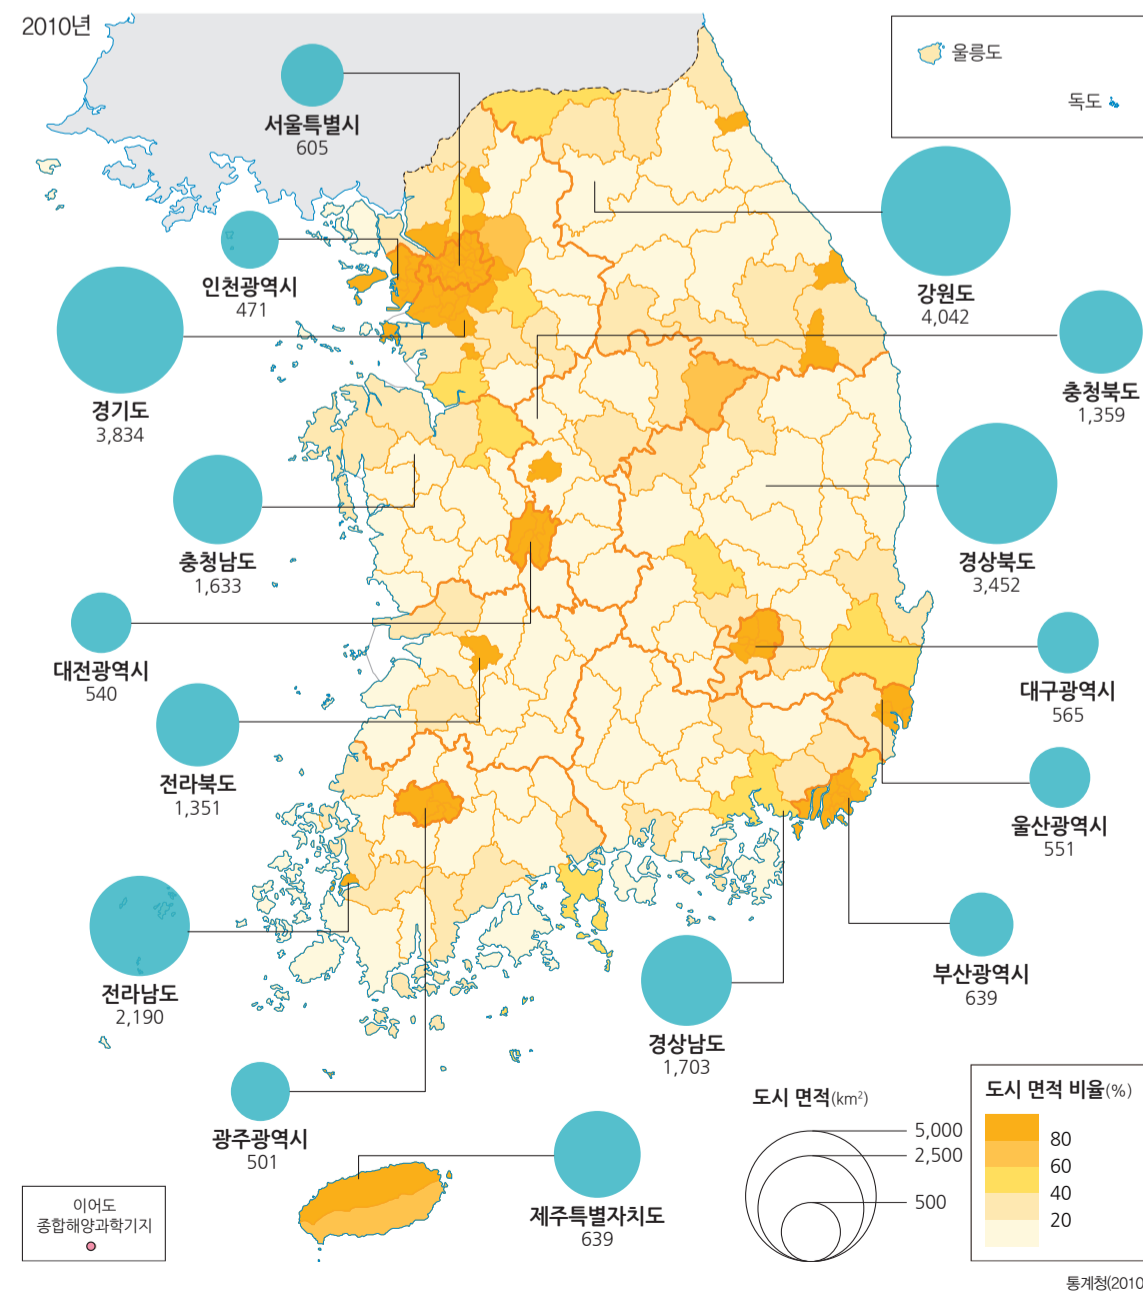 2010년
울릉도
독도
서울특별시
605
인천광역시
471
경기도
3,834
강원도
4,042
충청북도
1,359
충청남도
1,633
경상북도
3,452
대전광역시
540
대구광역시
565
전라북도
1,351
울산광역시
551
전라남도
2,190
부산광역시
639
경상남도
1,703
광주광역시
501
제주특별자치도
639
이어도
종합해양과학기지
도시 면적(km²)
5,000
2,500
500
도시 면적 비율(%)
80
60
40
20
통계청(2010